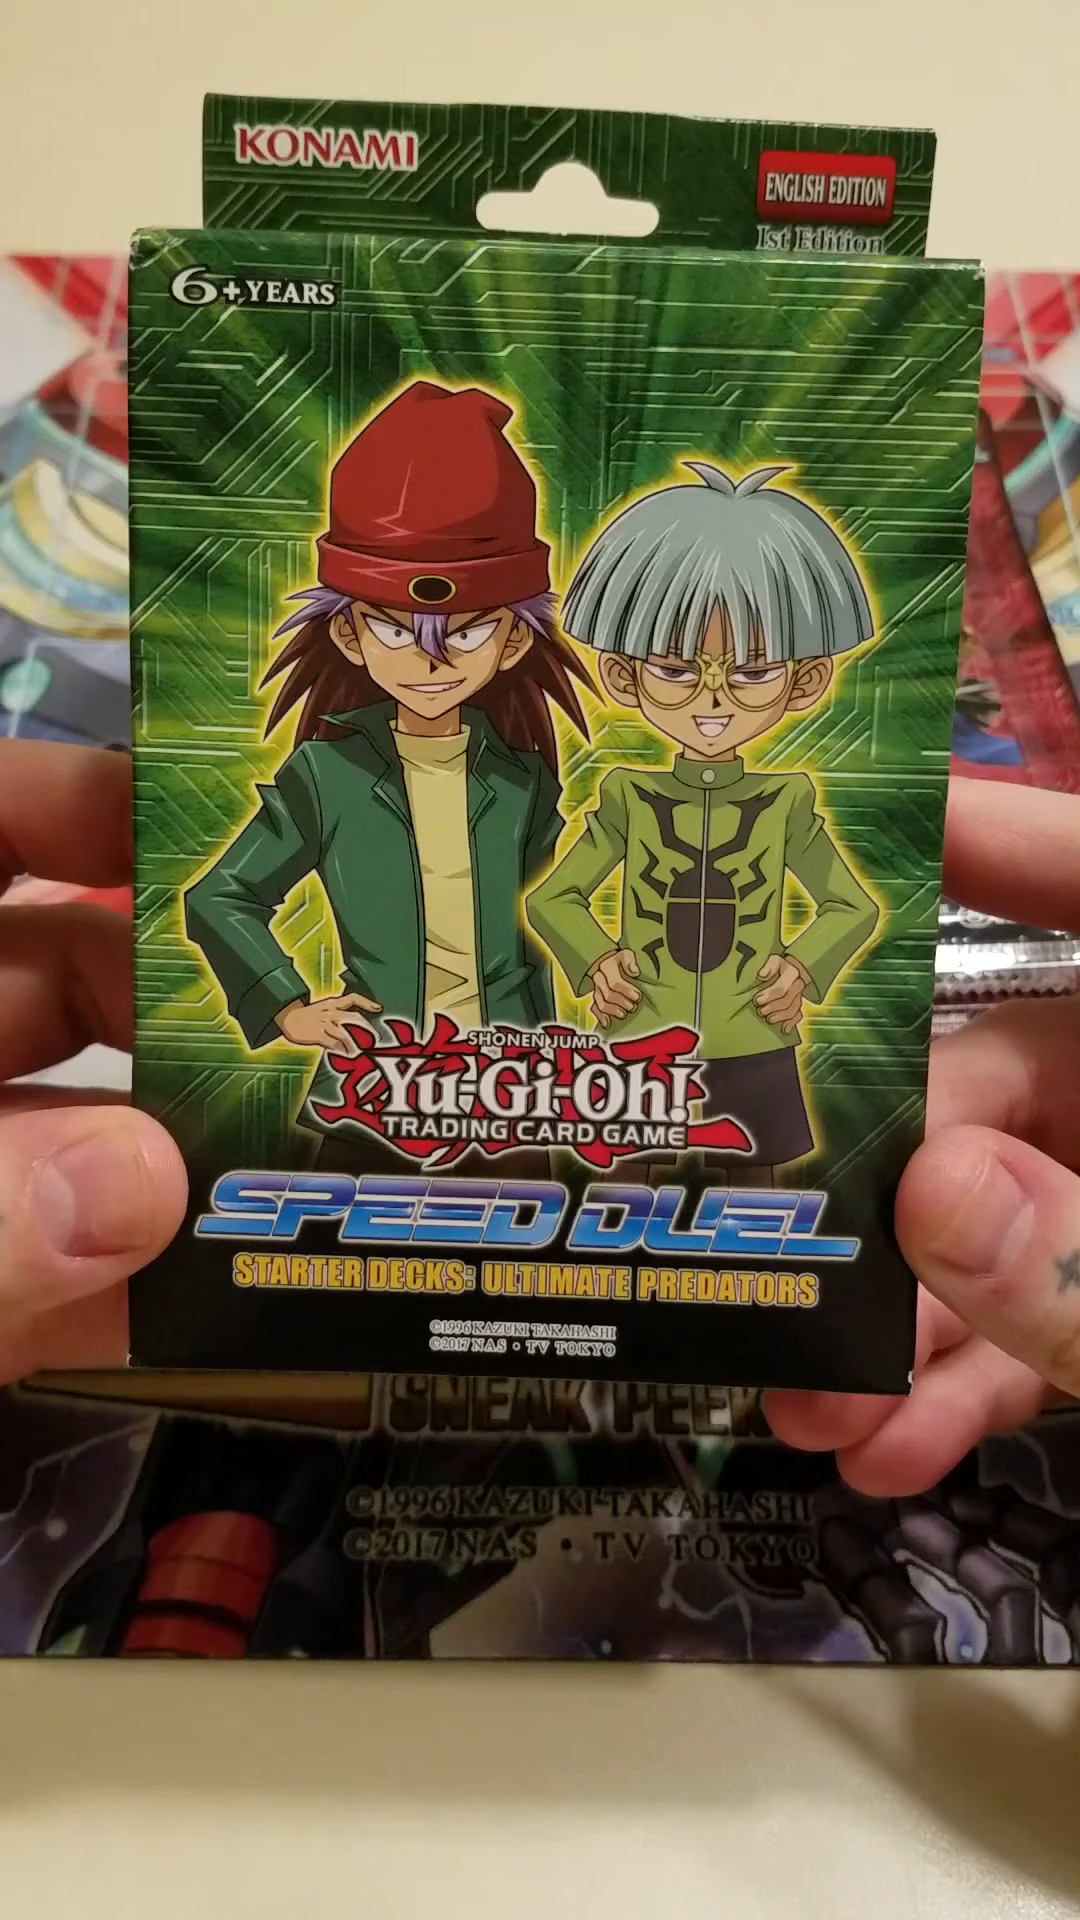 KONAMI
ENGLISH EDITION
1st Edition
6+YEARS
SHONEN JUMP
Yu-Gi-Oh!
TRADING CARD GAME
SPEED DUEL
STARTER DECKS: ULTIMATE PREDATORS
©1996 KAZUKI TAKAHASHI
©2017 NAS • TV TOKYO
SNEAK PEEK
©1996 KAZUKI TAKAHASHI
©2017 NAS • TV TOKYO